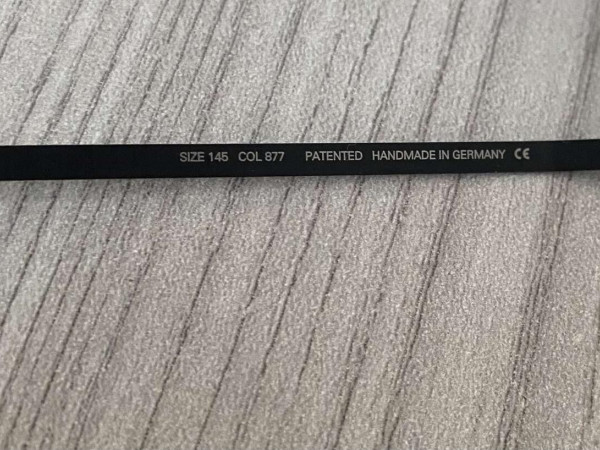 SIZE 145 COL 877 PATENTED HANDMADE IN GERMANY CE